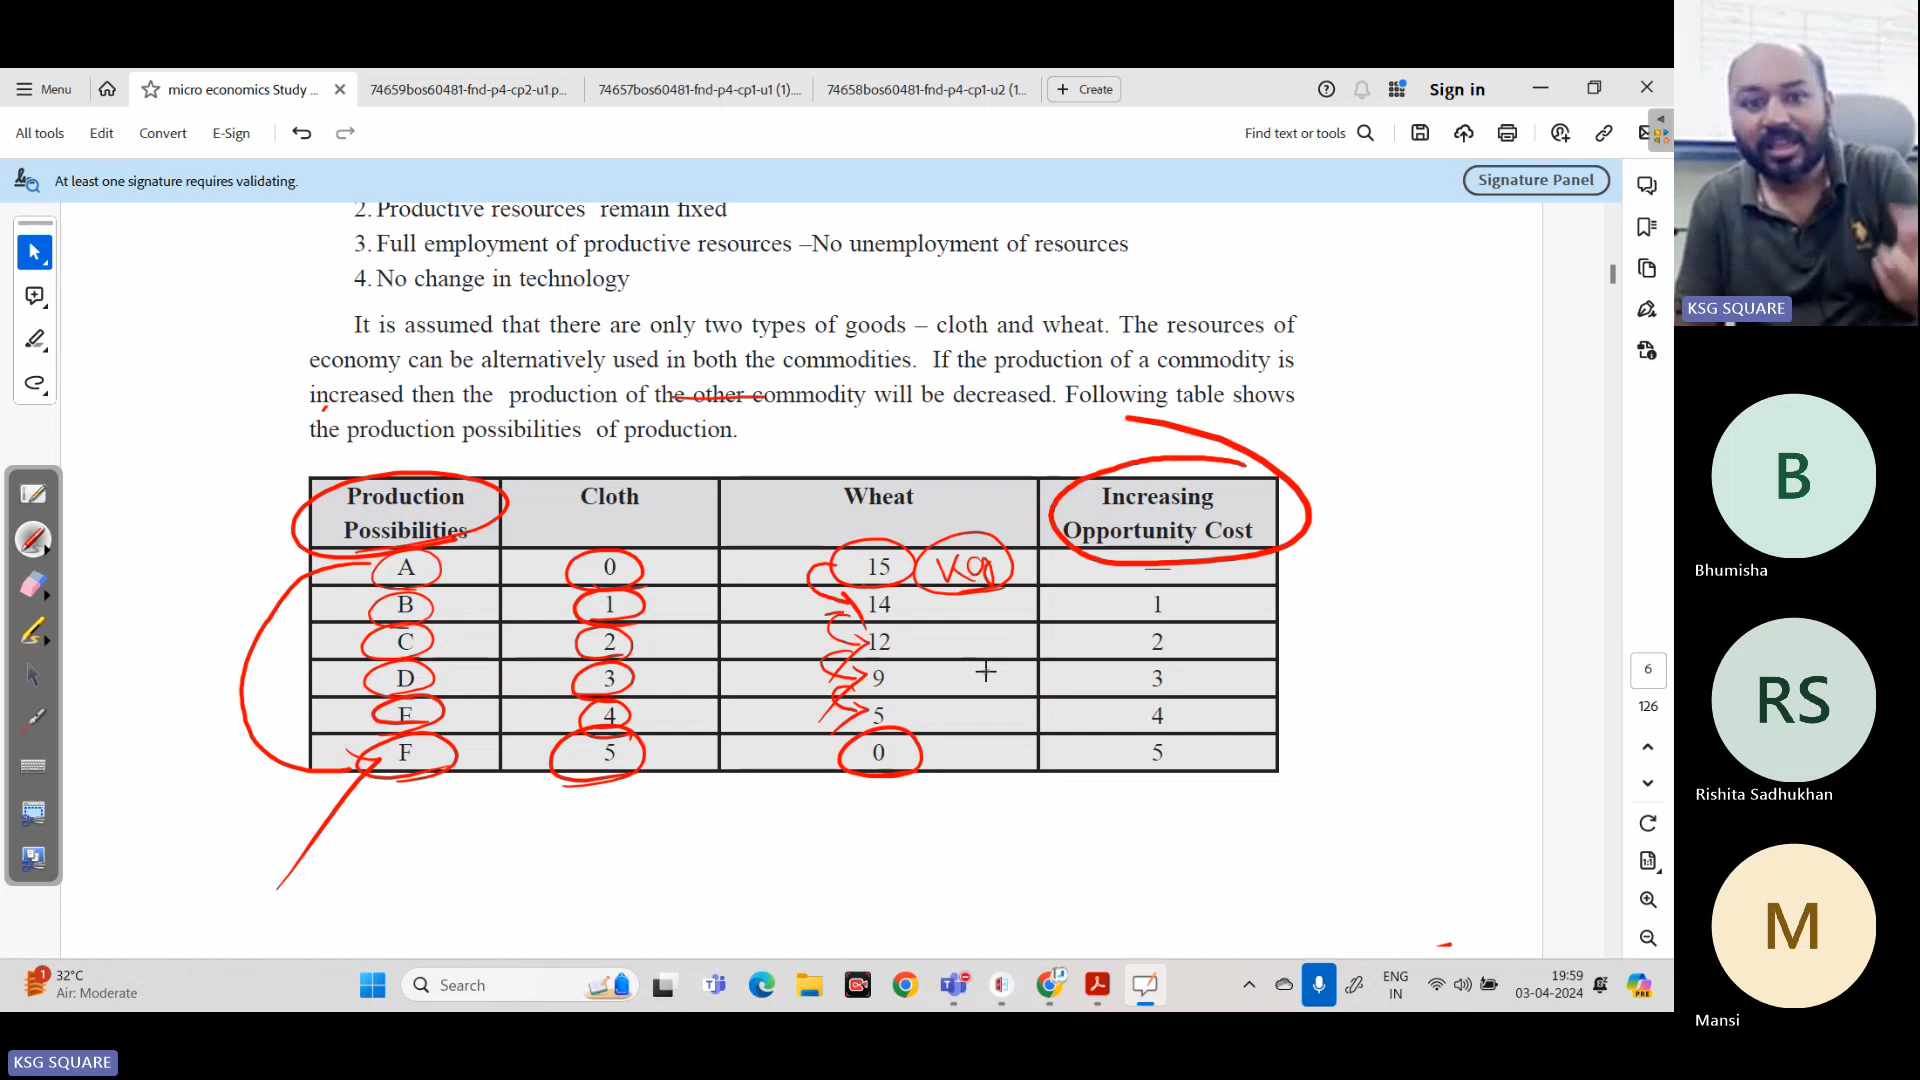 Menu
micro economics Study ...
74659bos60481-fnd-p4-cp2-u1.p...
74657bos60481-fnd-p4-cp1-u1 (1)....
74658bos60481-fnd-p4-cp1-u2 (1...
+ Create
Sign in
All tools
Edit
Convert
E-Sign
Find text or tools
At least one signature requires validating.
Signature Panel
2. Productive resources remain fixed
3. Full employment of productive resources –No unemployment of resources
4. No change in technology
It is assumed that there are only two types of goods – cloth and wheat. The resources of
economy can be alternatively used in both the commodities. If the production of a commodity is
increased then the production of the other commodity will be decreased. Following table shows
the production possibilities of production.
Production Possibilities Cloth Wheat Increasing Opportunity Cost
A 0 15 Kg —
B 1 14 1
C 2 12 2
D 3 9 3
E 4 5 4
F 5 0 5
6
126
1:1
KSG SQUARE
B
Bhumisha
RS
Rishita Sadhukhan
M
Mansi
1
32°C
Air: Moderate
Search
ENG
IN
19:59
03-04-2024
PRE
KSG SQUARE